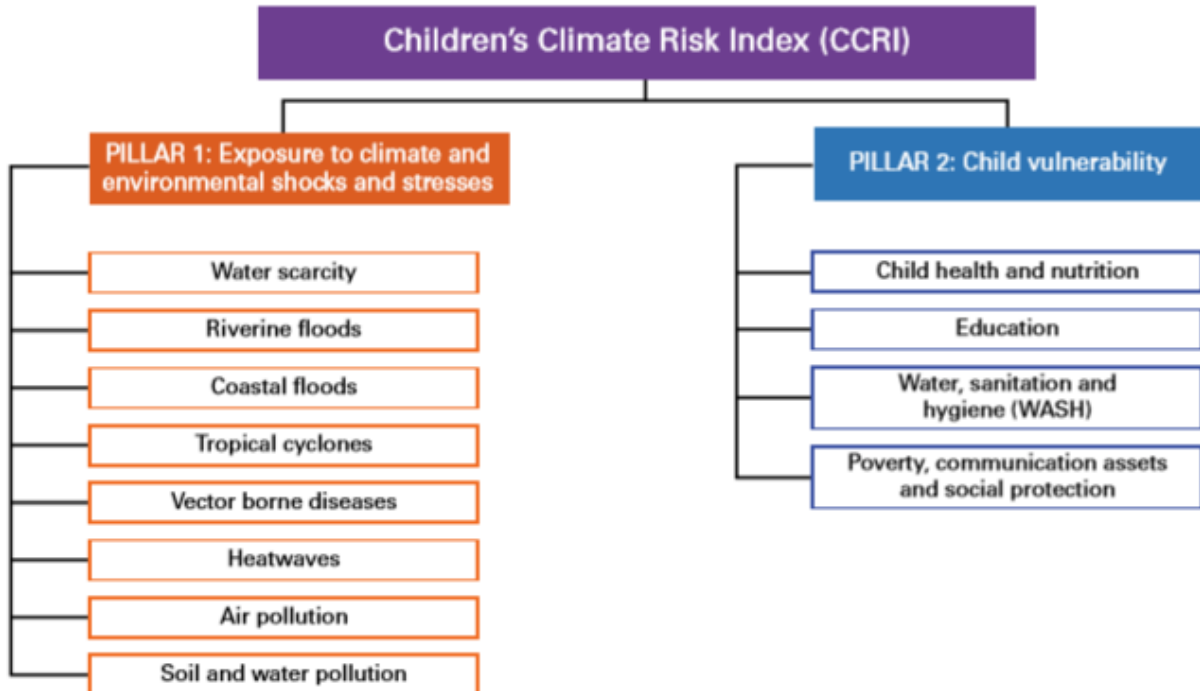 Children's Climate Risk Index (CCRI)
PILLAR 1: Exposure to climate and
environmental shocks and stresses
Water scarcity
Riverine floods
Coastal floods
Tropical cyclones
Vector borne diseases
Heatwaves
Air pollution
Soil and water pollution
PILLAR 2: Child vulnerability
Child health and nutrition
Education
Water, sanitation and
hygiene (WASH)
Poverty, communication assets
and social protection